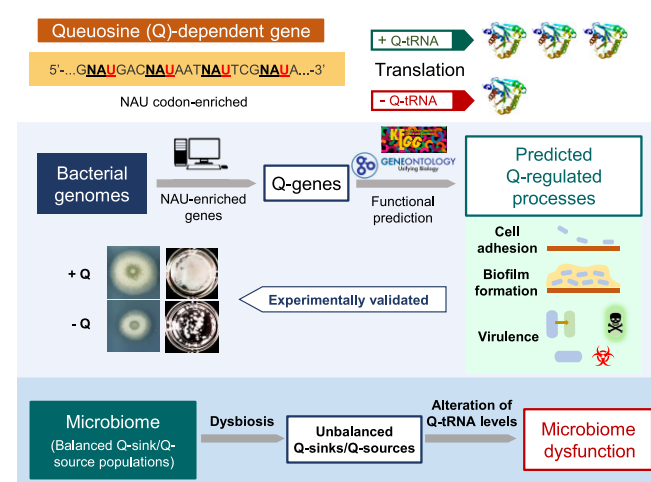 Queuosine (Q)-dependent gene
5'-...GNAUGACNAUAATNAUTCGNAUA...-3'
NAU codon-enriched
+ Q-tRNA
Translation
- Q-tRNA
Bacterial
genomes
NAU-enriched
genes
Q-genes
KEGG
GENEONTOLOGY
Unifying Biology
Functional
prediction
Predicted
Q-regulated
processes
Cell
adhesion
Biofilm
formation
Virulence
Experimentally validated
+ Q
- Q
Microbiome
(Balanced Q-sink/Q-
source populations)
Dysbiosis
Unbalanced
Q-sinks/Q-sources
Alteration of
Q-tRNA levels
Microbiome
dysfunction